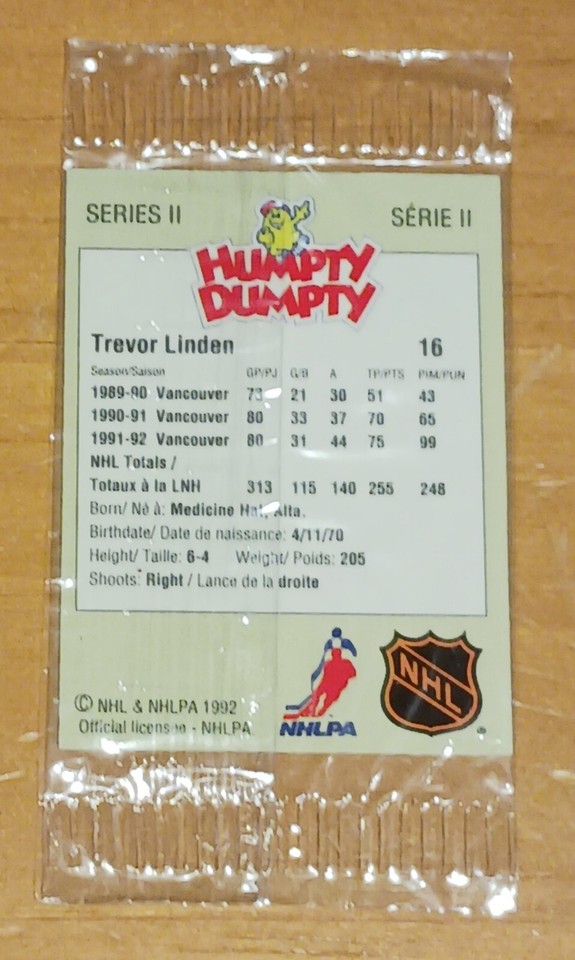 SERIES II
SÉRIE II
HUMPTY
DUMPTY
Trevor Linden 16
Season/Saison GP/PJ G/B A TP/PTS PIM/PUN
1989-90 Vancouver 73 21 30 51 43
1990-91 Vancouver 80 33 37 70 65
1991-92 Vancouver 80 31 44 75 99
NHL Totals /
Totaux à la LNH 313 115 140 255 248
Born/ Né à: Medicine Hat, Alta.
Birthdate/ Date de naissance: 4/11/70
Height/ Taille: 6-4 Weight/ Poids: 205
Shoots: Right / Lance de la droite
© NHL & NHLPA 1992
Official licensee - NHLPA
NHLPA
NHL